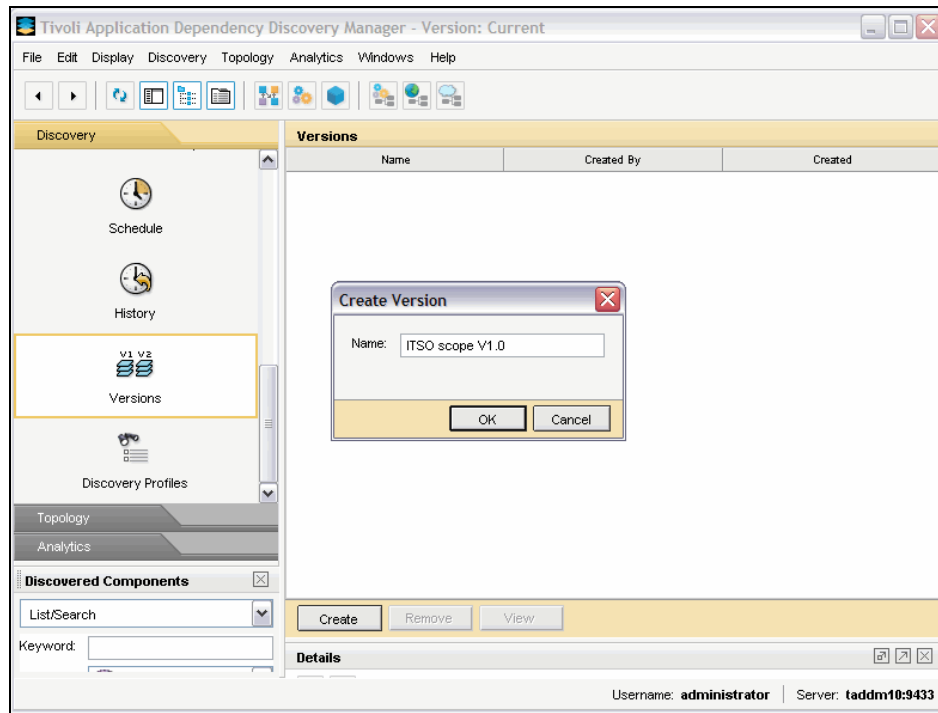 Tivoli Application Dependency Discovery Manager - Version: Current
File Edit Display Discovery Topology Analytics Windows Help
Discovery
Schedule
History
V1 V2
Versions
Discovery Profiles
Topology
Analytics
Discovered Components
List/Search
Keyword:
Versions
Name Created By Created
Create Version
Name: ITSO scope V1.0
OK Cancel
Create Remove View
Details
Username: administrator Server: taddm10:9433